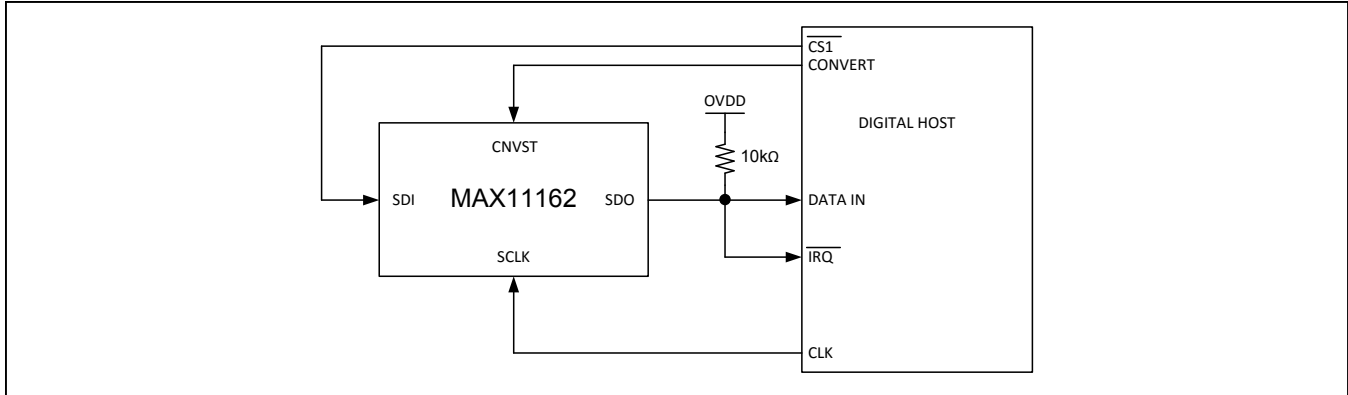 CS1
CONVERT
OVDD
DIGITAL HOST
CNVST
10kΩ
SDI
MAX11162
SDO
DATA IN
SCLK
IRQ
CLK